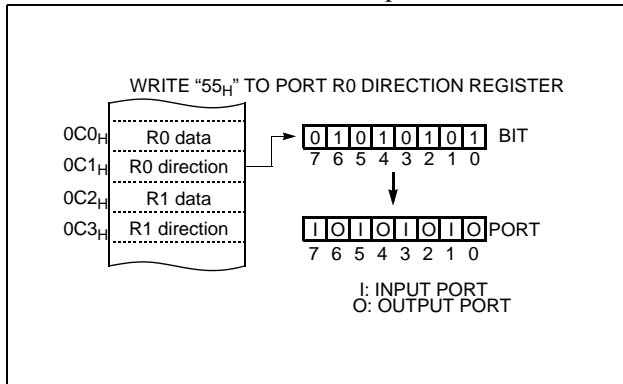 WRITE “55H” TO PORT R0 DIRECTION REGISTER
0C0H R0 data
0C1H R0 direction
0C2H R1 data
0C3H R1 direction
0 1 0 1 0 1 0 1 BIT
7 6 5 4 3 2 1 0
I O I O I O I O PORT
7 6 5 4 3 2 1 0
I: INPUT PORT
O: OUTPUT PORT